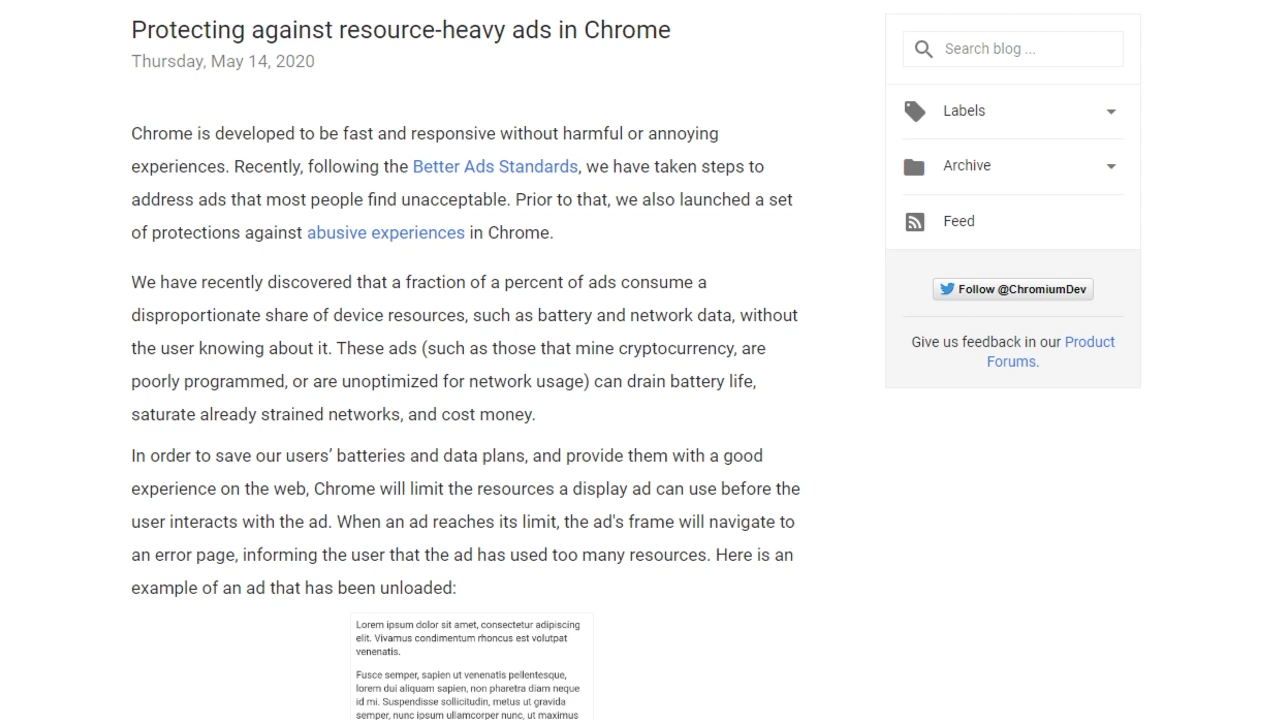 Protecting against resource-heavy ads in Chrome
Thursday, May 14, 2020
Chrome is developed to be fast and responsive without harmful or annoying
experiences. Recently, following the Better Ads Standards, we have taken steps to
address ads that most people find unacceptable. Prior to that, we also launched a set
of protections against abusive experiences in Chrome.
We have recently discovered that a fraction of a percent of ads consume a
disproportionate share of device resources, such as battery and network data, without
the user knowing about it. These ads (such as those that mine cryptocurrency, are
poorly programmed, or are unoptimized for network usage) can drain battery life,
saturate already strained networks, and cost money.
In order to save our users’ batteries and data plans, and provide them with a good
experience on the web, Chrome will limit the resources a display ad can use before the
user interacts with the ad. When an ad reaches its limit, the ad's frame will navigate to
an error page, informing the user that the ad has used too many resources. Here is an
example of an ad that has been unloaded:
Lorem ipsum dolor sit amet, consectetur adipiscing
elit. Vivamus condimentum rhoncus est volutpat
venenatis.
Fusce semper, sapien ut venenatis pellentesque,
lorem dui aliquam sapien, non pharetra diam neque
id mi. Suspendisse sollicitudin, metus ut gravida
semper, nunc ipsum ullamcorper nunc, ut maximus
Search blog ...
Labels
Archive
Feed
Follow @ChromiumDev
Give us feedback in our Product
Forums.